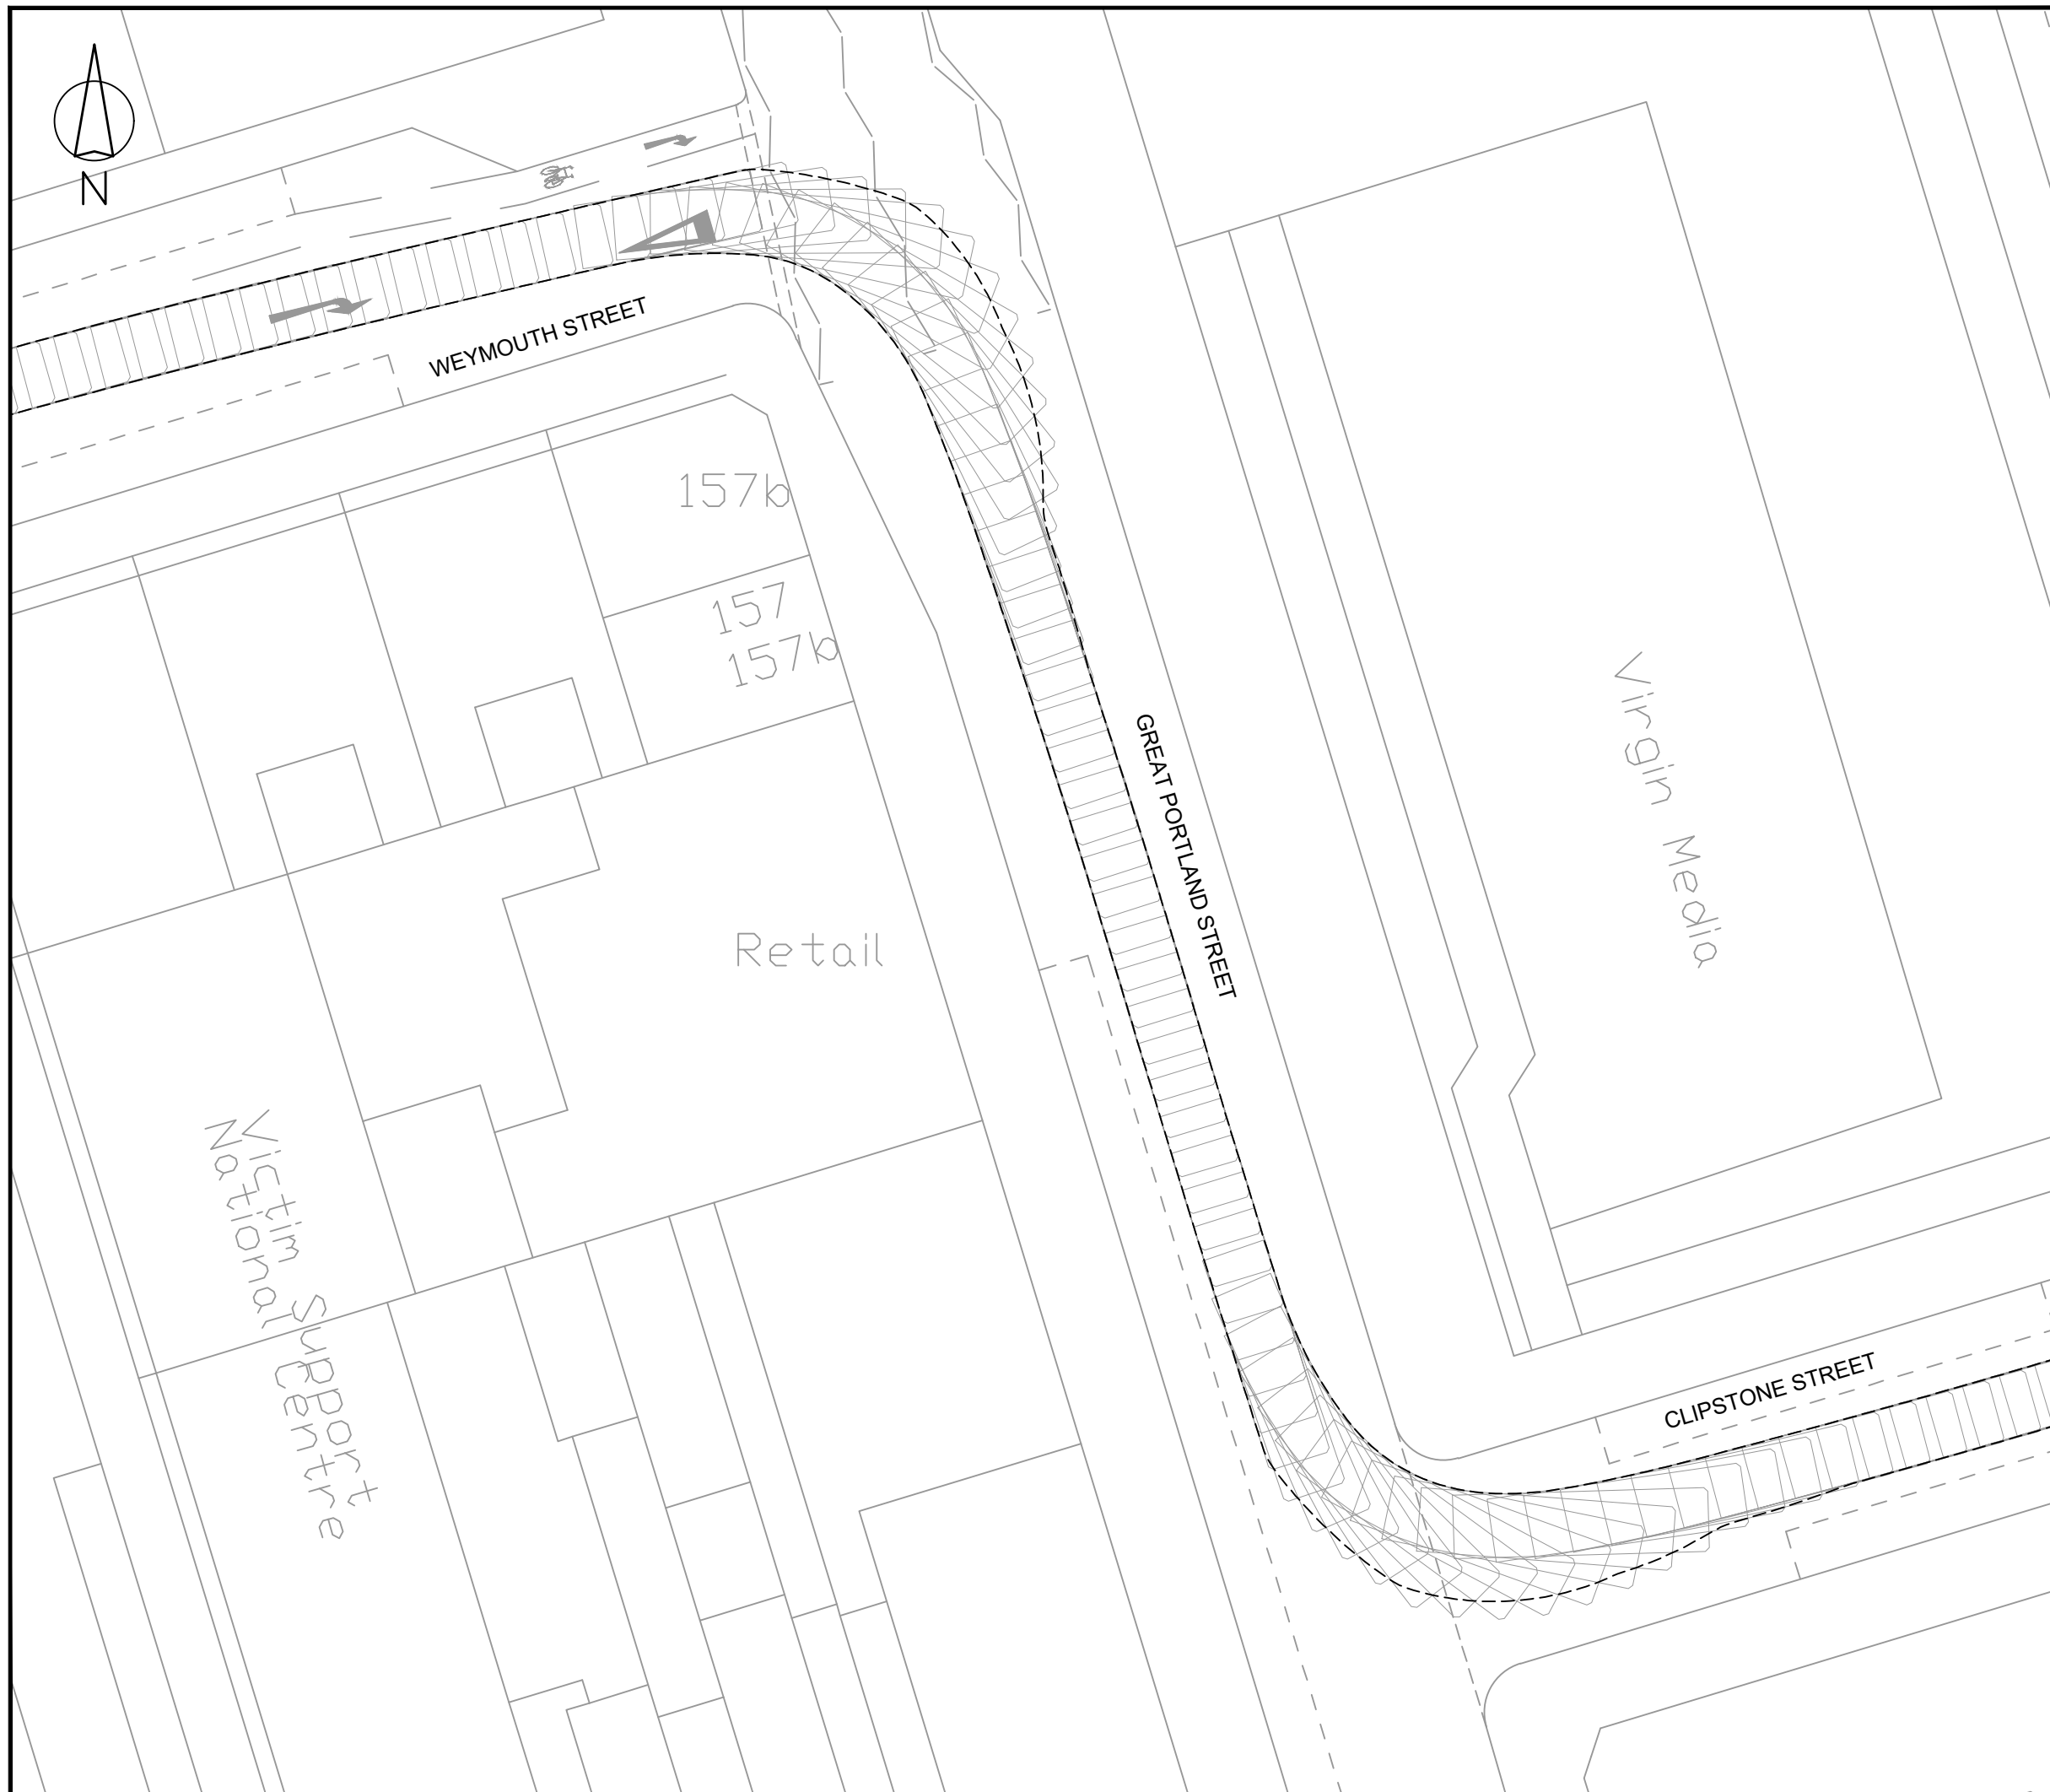 N
WEYMOUTH STREET
157b
157
157b
GREAT PORTLAND STREET
Virgin Media
Retail
Victim Support
National Centre
CLIPSTONE STREET